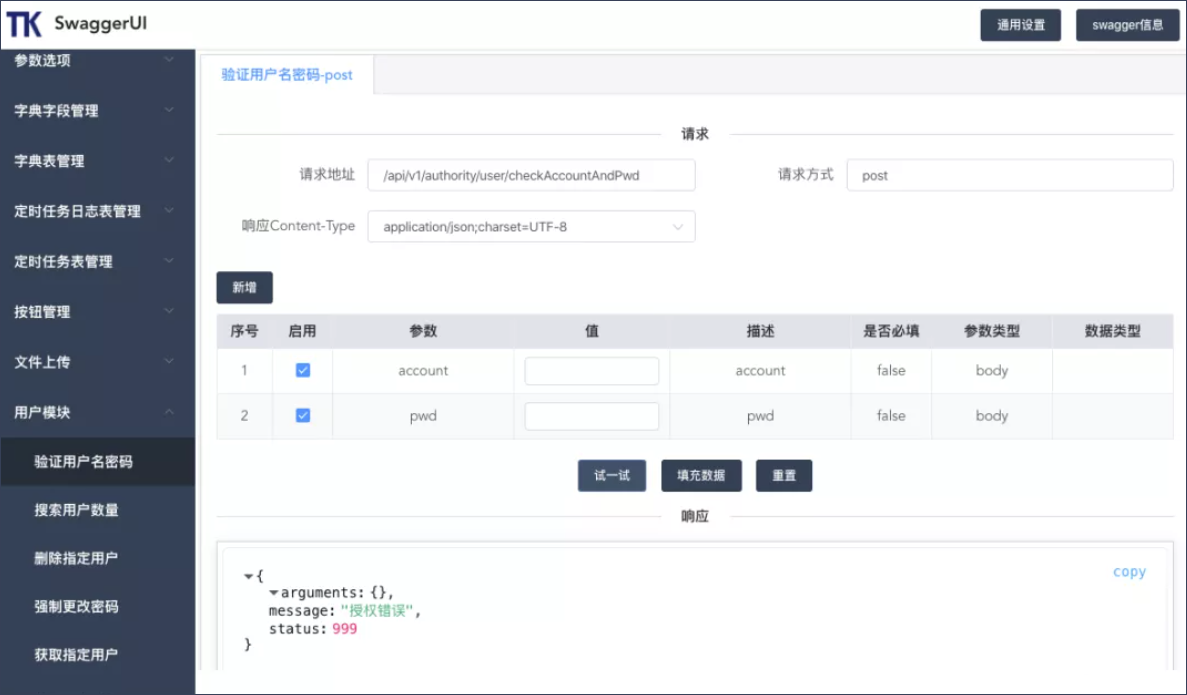 TK SwaggerUI
通用设置 swagger信息
参数选项
字典字段管理
字典表管理
定时任务日志表管理
定时任务表管理
按钮管理
文件上传
用户模块
验证用户名密码
搜索用户数量
删除指定用户
强制更改密码
获取指定用户
验证用户名密码-post
请求
请求地址 /api/v1/authority/user/checkAccountAndPwd 请求方式 post
响应Content-Type application/json;charset=UTF-8
新增
序号 启用 参数 值 描述 是否必填 参数类型 数据类型
1 account account false body
2 pwd pwd false body
试一试 填充数据 重置
响应
copy
{
arguments: {},
message: "授权错误",
status: 999
}